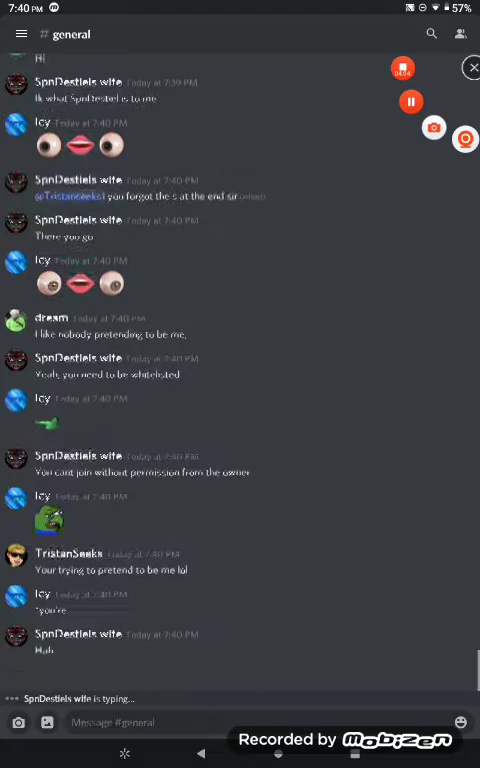 7:40 PM
57%
# general
04:04
Hi
SpnDestiels wife Today at 7:39 PM
Ik what SpnDestiel is to me
Icy Today at 7:40 PM
SpnDestiels wife Today at 7:40 PM
@TristanSeeks1 you forgot the s at the end sir (edited)
SpnDestiels wife Today at 7:40 PM
There you go
Icy Today at 7:40 PM
dream Today at 7:40 PM
I like nobody pretending to be me,
SpnDestiels wife Today at 7:40 PM
Yeah, you need to be whitelisted
Icy Today at 7:40 PM
SpnDestiels wife Today at 7:40 PM
You cant join without permission from the owner
Icy Today at 7:40 PM
TristanSeeks Today at 7:40 PM
Your trying to pretend to be me lol
Icy Today at 7:40 PM
*you're
SpnDestiels wife Today at 7:40 PM
SpnDestiels wife is typing...
Message #general
Recorded by Mobizen